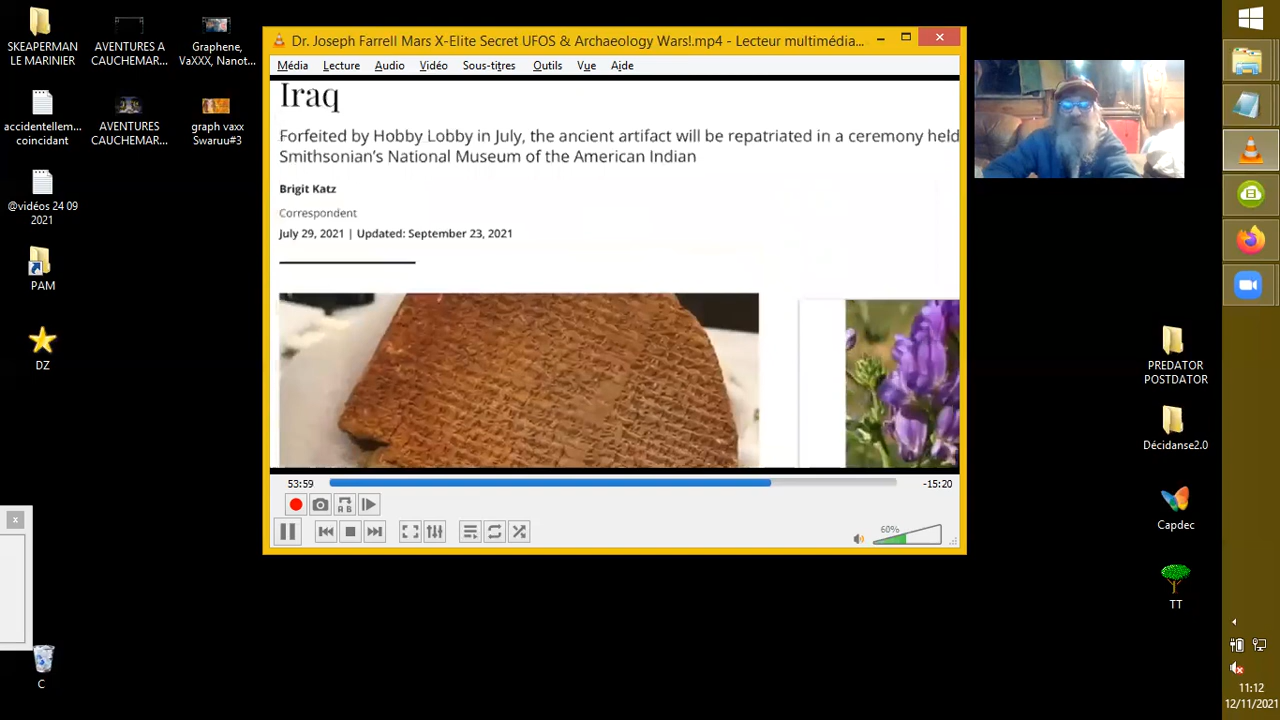 SKEAPERMAN
LE MARINIER
AVENTURES A
CAUCHEMAR...
Graphene,
VaXXX, Nanot...
accidentellem...
coincidant
AVENTURES
CAUCHEMAR...
graph vaxx
Swaruu#3
@vidéos 24 09
2021
PAM
DZ
C
Dr. Joseph Farrell Mars X-Elite Secret UFOS & Archaeology Wars!.mp4 - Lecteur multimédia...
Média Lecture Audio Vidéo Sous-titres Outils Vue Aide
Iraq
Forfeited by Hobby Lobby in July, the ancient artifact will be repatriated in a ceremony held
Smithsonian's National Museum of the American Indian
Brigit Katz
Correspondent
July 29, 2021 | Updated: September 23, 2021
53:59
-15:20
60%
PREDATOR
POSTDATOR
Décidanse2.0
Capdec
TT
11:12
12/11/2021